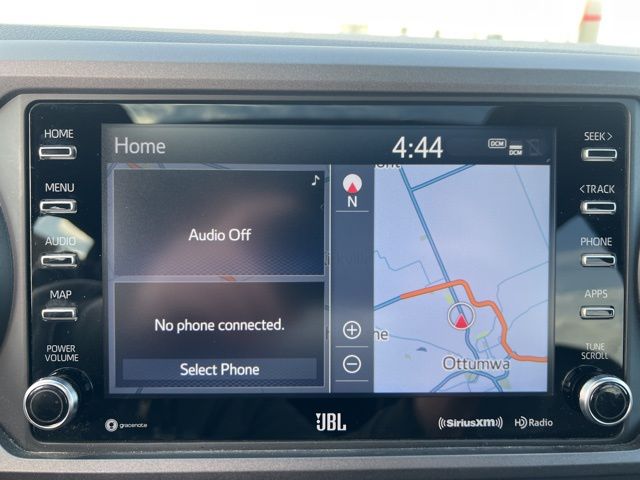 HOME
MENU
AUDIO
MAP
POWER
VOLUME
Home
4:44
DCM
DCM
Audio Off
No phone connected.
Select Phone
N
Ottumwa
SEEK >
< TRACK
PHONE
APPS
TUNE
SCROLL
gracenote
JBL
((SiriusXM))
HD Radio